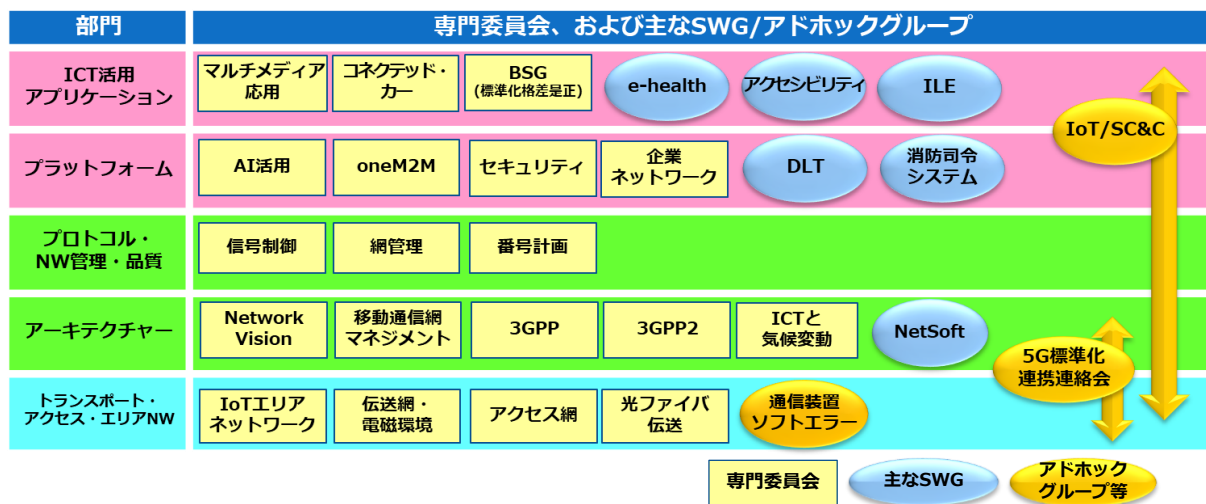 部門
専門委員会、および主なSWG/アドホックグループ
ICT活用
アプリケーション
マルチメディア
応用
コネクテッド・
カー
BSG
(標準化格差是正)
e-health
アクセシビリティ
ILE
IoT/SC&C
プラットフォーム
AI活用
oneM2M
セキュリティ
企業
ネットワーク
DLT
消防司令
システム
プロトコル・
NW管理・品質
信号制御
網管理
番号計画
アーキテクチャー
Network
Vision
移動通信網
マネジメント
3GPP
3GPP2
ICTと
気候変動
NetSoft
5G標準化
連携連絡会
トランスポート・
アクセス・エリアNW
IoTエリア
ネットワーク
伝送網・
電磁環境
アクセス網
光ファイバ
伝送
通信装置
ソフトエラー
専門委員会
主なSWG
アドホック
グループ等